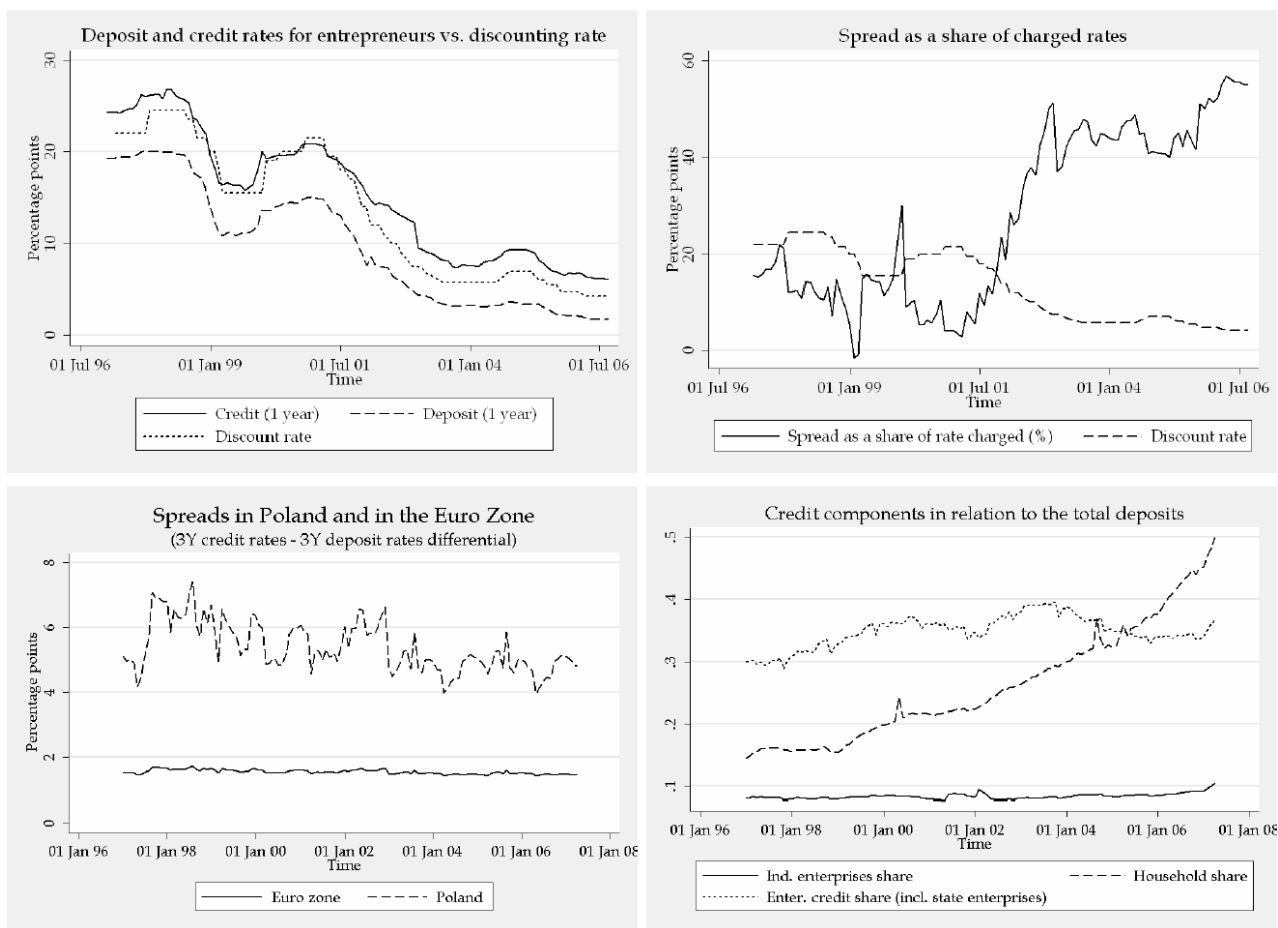 Deposit and credit rates for entrepreneurs vs. discounting rate
Percentage points
30
20
10
0
01 Jul 96
01 Jan 99
01 Jul 01
01 Jan 04
01 Jul 06
Time
Credit (1 year)
Deposit (1 year)
Discount rate
Spread as a share of charged rates
Percentage points
60
40
20
0
01 Jul 96
01 Jan 99
01 Jul 01
01 Jan 04
01 Jul 06
Time
Spread as a share of rate charged (%)
Discount rate
Spreads in Poland and in the Euro Zone
(3Y credit rates - 3Y deposit rates differential)
Percentage points
8
6
4
2
0
01 Jan 96
01 Jan 98
01 Jan 00
01 Jan 02
01 Jan 04
01 Jan 06
01 Jan 08
Time
Euro zone
Poland
Credit components in relation to the total deposits
.5
.4
.3
.2
.1
01 Jan 96
01 Jan 98
01 Jan 00
01 Jan 02
01 Jan 04
01 Jan 06
01 Jan 08
Time
Ind. enterprises share
Household share
Enter. credit share (incl. state enterprises)